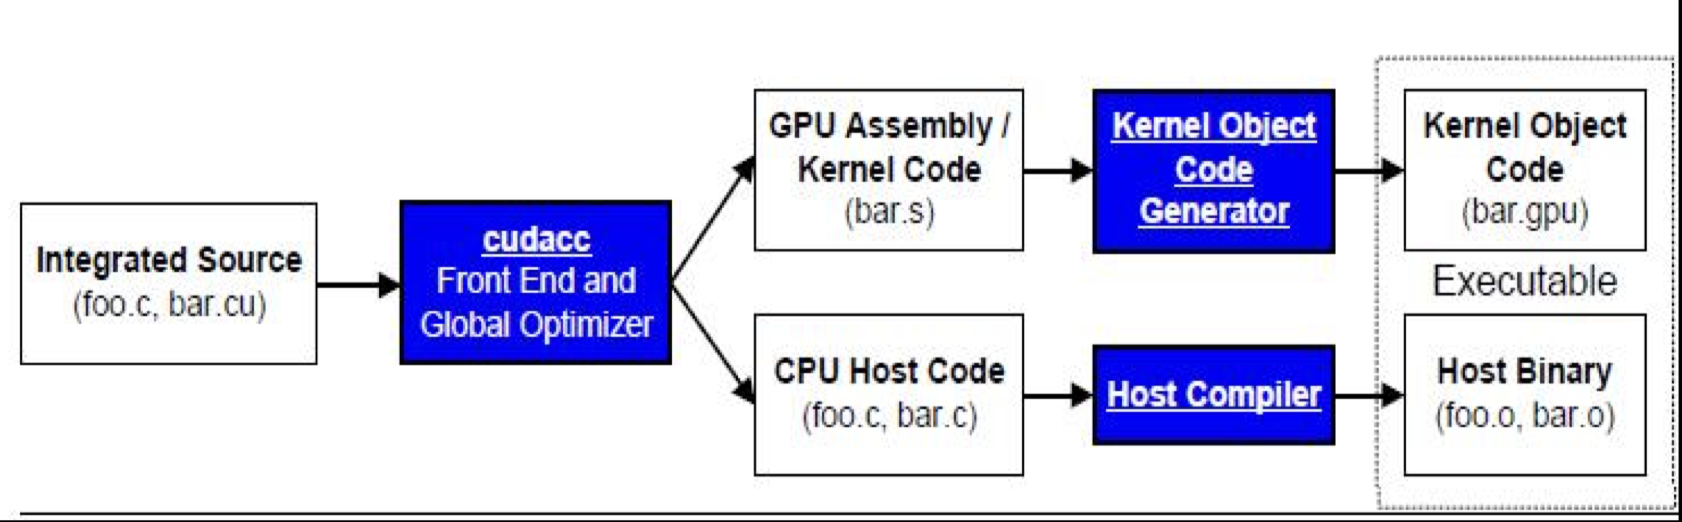 Integrated Source
(foo.c, bar.cu)
cudacc
Front End and
Global Optimizer
GPU Assembly /
Kernel Code
(bar.s)
CPU Host Code
(foo.c, bar.c)
Kernel Object
Code
Generator
Host Compiler
Kernel Object
Code
(bar.gpu)
Executable
Host Binary
(foo.o, bar.o)